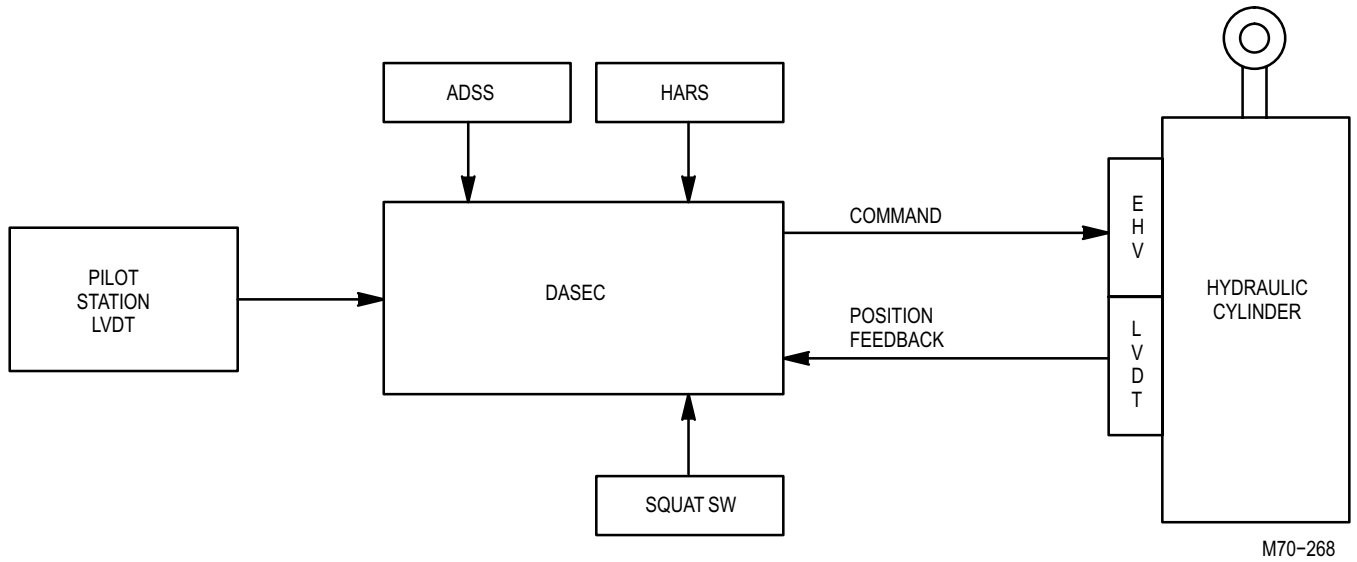 ADSS
HARS
PILOT
STATION
LVDT
DASEC
COMMAND
POSITION
FEEDBACK
E
H
V
L
V
D
T
HYDRAULIC
CYLINDER
SQUAT SW
M70−268